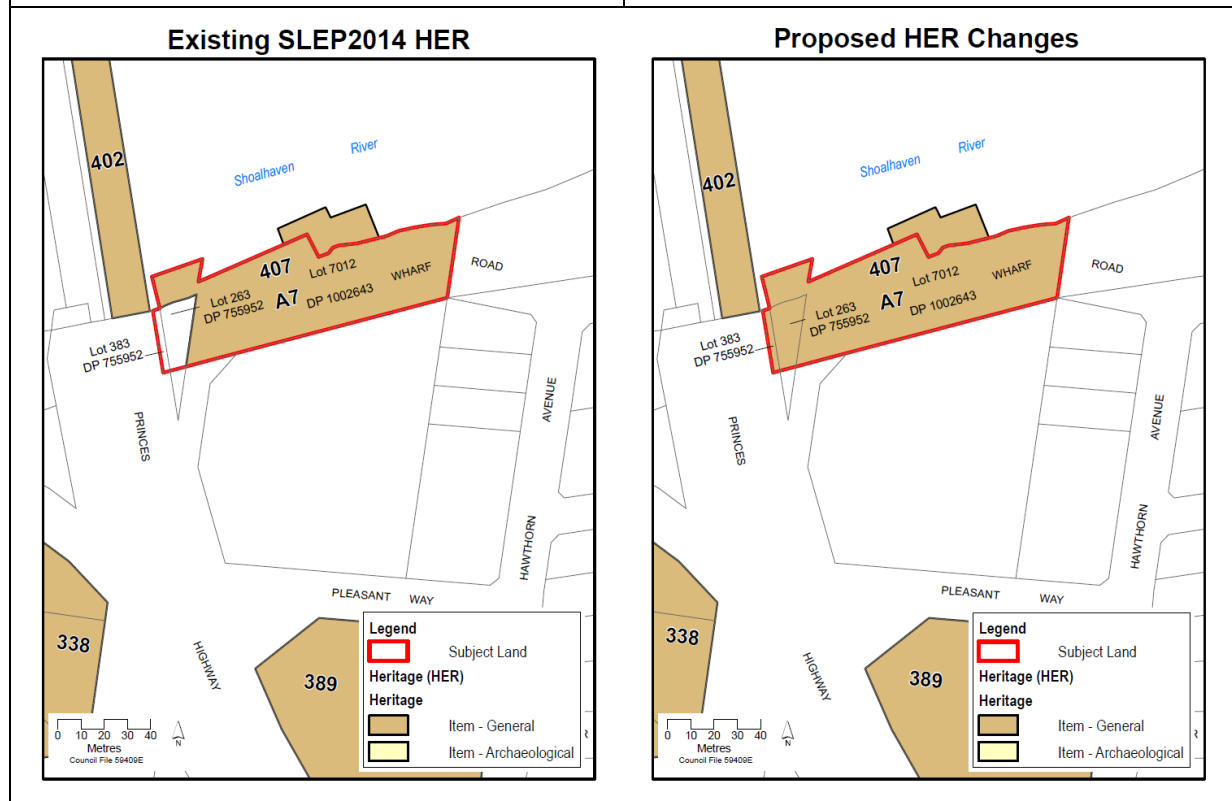 Existing SLEP2014 HER
402
Shoalhaven
River
407
Lot 7012
WHARF
ROAD
Lot 263
DP 755952
A7
DP 1002643
Lot 383
DP 755952
PRINCES
AVENUE
HAWTHORN
PLEASANT
WAY
HIGHWAY
338
389
Legend
Subject Land
Heritage (HER)
Heritage
Item - General
Item - Archaeological
0 10 20 30 40
Metres
Council File 59409E
N
R
Proposed HER Changes
402
Shoalhaven
River
407
Lot 7012
WHARF
ROAD
Lot 263
DP 755952
A7
DP 1002643
Lot 383
DP 755952
PRINCES
AVENUE
HAWTHORN
PLEASANT
WAY
HIGHWAY
338
389
Legend
Subject Land
Heritage (HER)
Heritage
Item - General
Item - Archaeological
0 10 20 30 40
Metres
Council File 59409E
N
R